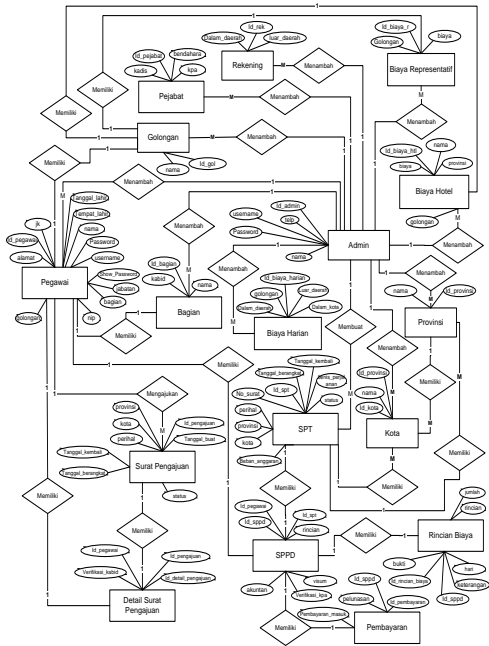 1
Id_rek
Dalam_daerah
luar_daerah
Rekening
1
Id_biaya_r
biaya
Golongan
Biaya Representatif
Id_pejabat
bendahara
kadis
kpa
Pejabat
M
Menambah
M
Menambah
M
Menambah
Memiliki
Memiliki
Golongan
M
Menambah
nama
Id_gol
Memiliki
nama
Id_biaya_htl
biaya
provinsi
Biaya Hotel
golongan
M
Menambah
Tanggal_lahir
Tempat_lahir
jk
nama
Id_pegawai
Password
alamat
username
Show_Password
jabatan
bagian
golongan
nip
Pegawai
M
Menambah
Menambah
Id_admin
username
telp
Password
nama
Admin
Menambah
Id_bagian
nama
kabid
Bagian
Memiliki
Menambah
Id_biaya_harian
golongan
Luar_daerah
Dalam_daerah
Dalam_kota
Biaya Harian
M
Membuat
Menambah
nama
Id_provinsi
Provinsi
Menambah
Id_provinsi
nama
Id_kota
Kota
Memiliki
Memiliki
M
Memiliki
Mengajukan
provinsi
Id_pengajuan
kota
Tanggal_buat
perihal
Tanggal_kembali
Tanggal_berangkat
status
Surat Pengajuan
Memiliki
Tanggal_kembali
Tanggal_berangkat
Id_spt
No_surat
status
perihal
provinsi
kota
Beban_anggaran
SPT
Memiliki
Memiliki
Memiliki
Id_pegawai
Id_pengajuan
Verifikasi_kabid
Id_detail_pengajuan
Detail Surat Pengajuan
Id_pegawai
Id_spt
Id_sppd
rincian
SPPD
akuntan
visum
Verifikasi_kpa
Memiliki
jumlah
rincian
Rincian Biaya
bukti
hari
Id_rincian_biaya
keterangan
Id_sppd
Id_sppd
pelunasan
Id_pembayaran
Pembayaran_masuk
Memiliki
1
Pembayaran